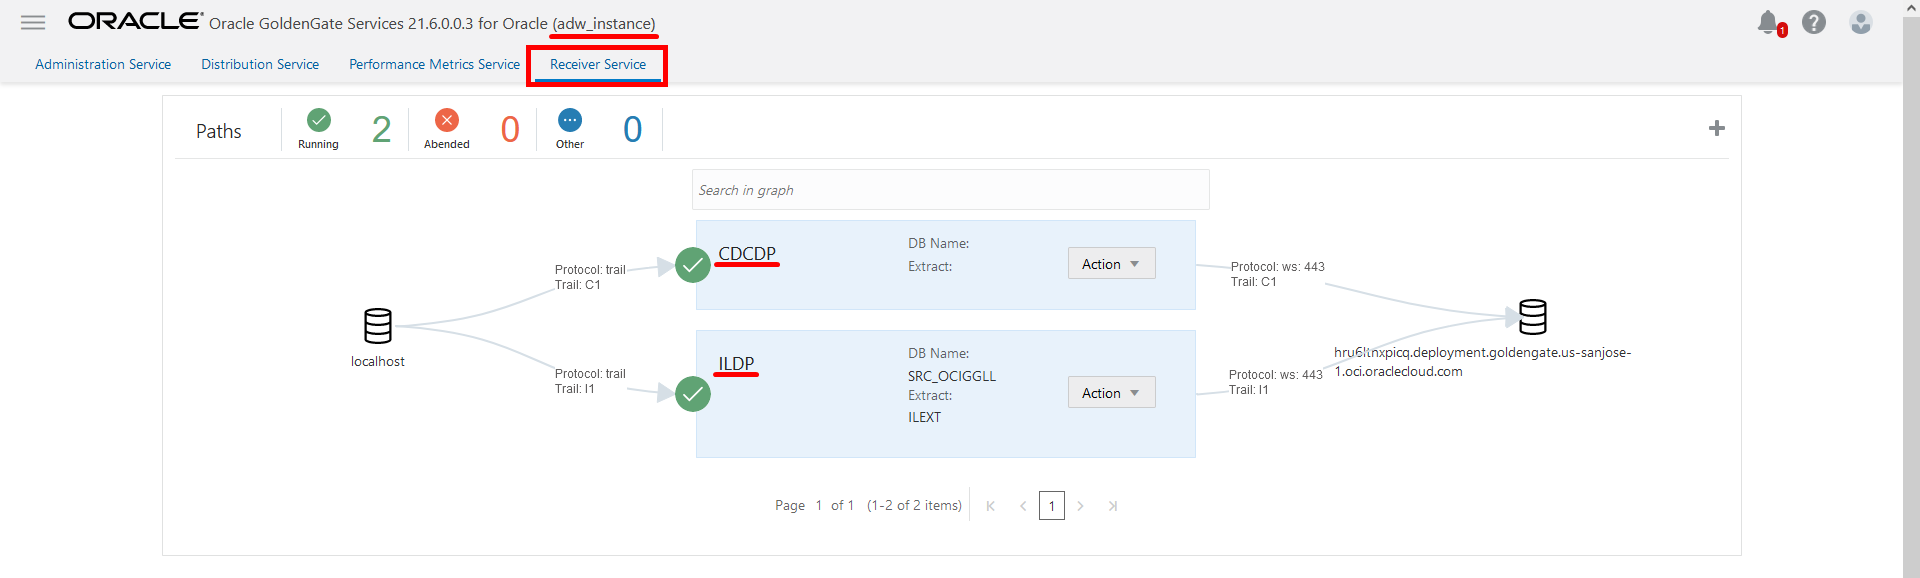 ORACLE Oracle GoldenGate Services 21.6.0.0.3 for Oracle (adw_instance)
1
?
Administration Service Distribution Service Performance Metrics Service Receiver Service
Paths Running 2 Abended 0 Other 0
Search in graph
CDCDP
DB Name:
Extract:
Action
Protocol: trail
Trail: C1
Protocol: ws: 443
Trail: C1
localhost
ILDP
DB Name:
SRC_OCIGGLL
Extract:
ILEXT
Action
Protocol: trail
Trail: I1
Protocol: ws: 443
Trail: I1
hru6ltnxpicq.deployment.goldengate.us-sanjose-
1.oci.oraclecloud.com
Page 1 of 1 (1-2 of 2 items) 1